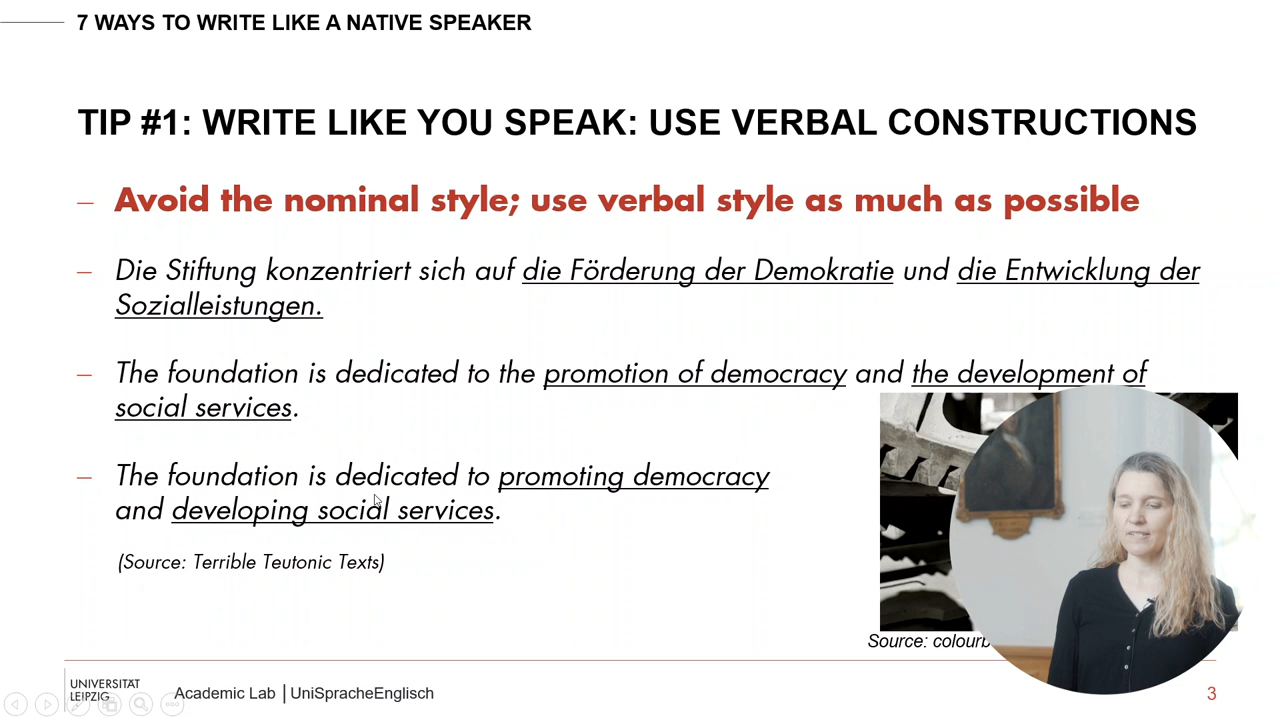 7 WAYS TO WRITE LIKE A NATIVE SPEAKER
TIP #1: WRITE LIKE YOU SPEAK: USE VERBAL CONSTRUCTIONS
– Avoid the nominal style; use verbal style as much as possible
– Die Stiftung konzentriert sich auf die Förderung der Demokratie und die Entwicklung der
Sozialleistungen.
– The foundation is dedicated to the promotion of democracy and the development of
social services.
– The foundation is dedicated to promoting democracy
and developing social services.
(Source: Terrible Teutonic Texts)
Source:
UNIVERSITÄT
LEIPZIG
Academic Lab | UniSpracheEnglisch
3